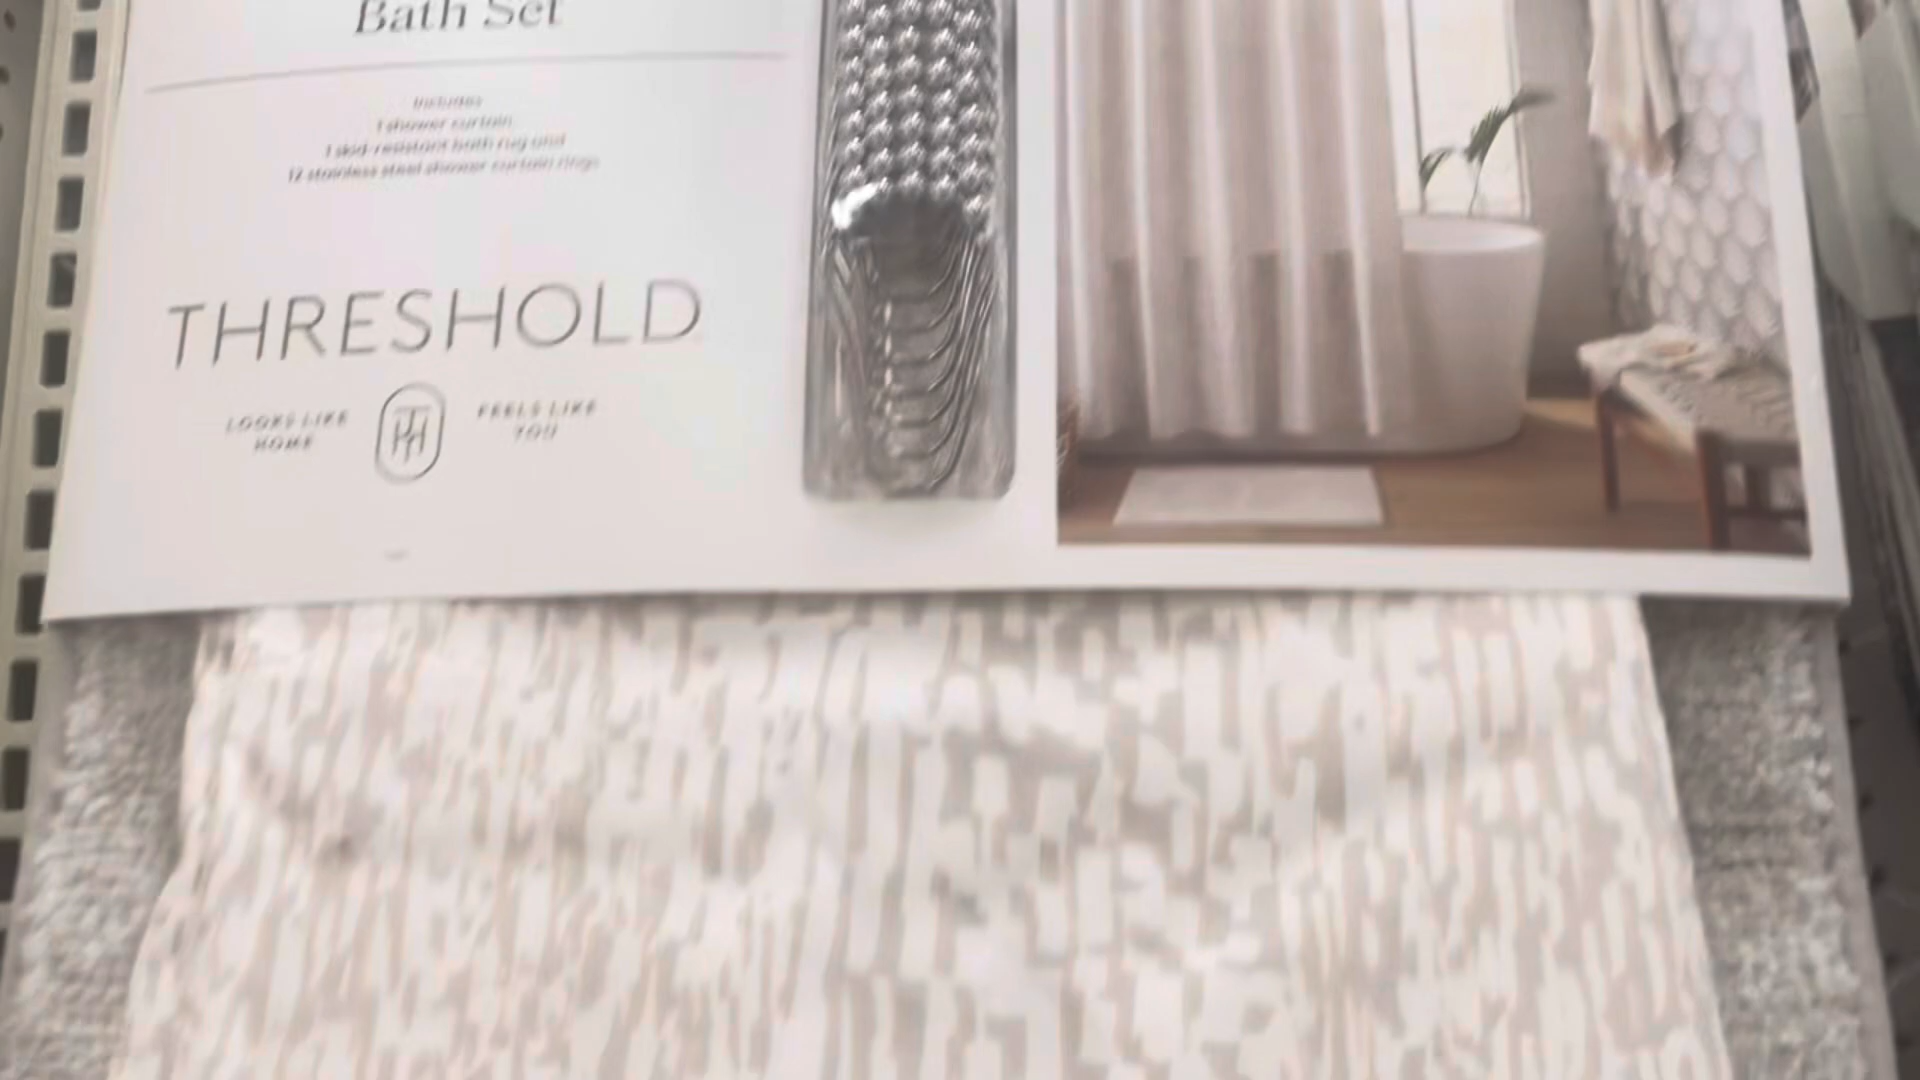 Bath Set
Includes
1 shower curtain
1 skid-resistant bath rug and
12 stainless steel shower curtain rings
THRESHOLD
LOOKS LIKE
HOME
TH
FEELS LIKE
YOU